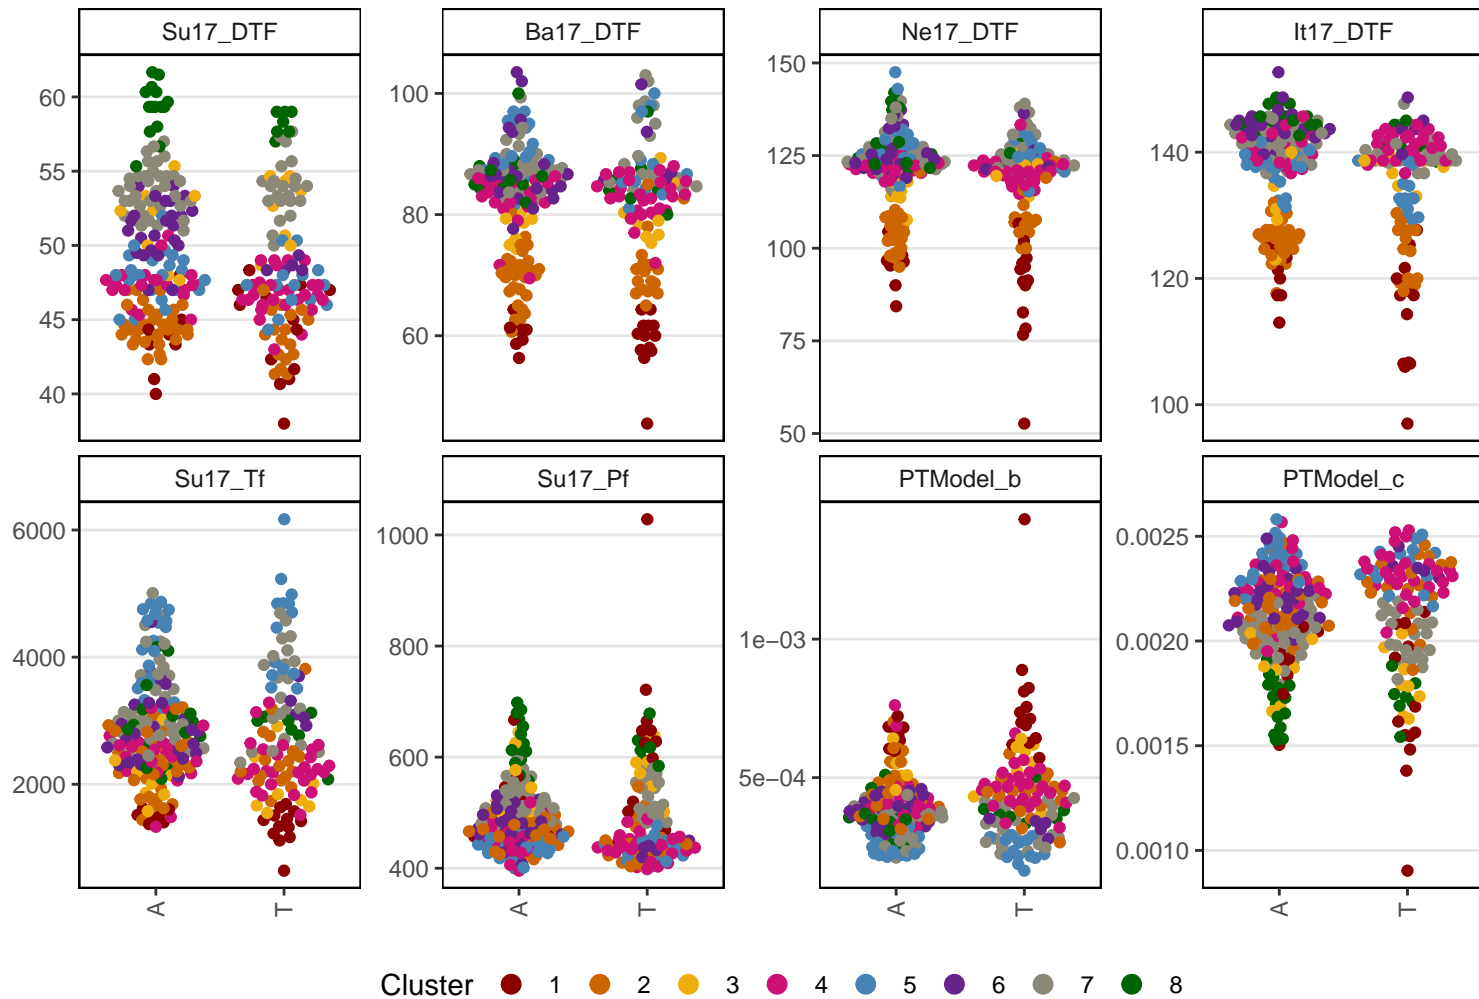 Su17_DTF
Ba17_DTF
Ne17_DTF
It17_DTF
60
55
50
45
40
100
80
60
150
125
100
75
50
140
120
100
Su17_Tf
Su17_Pf
PTModel_b
PTModel_c
6000
4000
2000
1000
800
600
400
1e−03
5e−04
0.0025
0.0020
0.0015
0.0010
A
T
A
T
A
T
A
T
Cluster 1 2 3 4 5 6 7 8